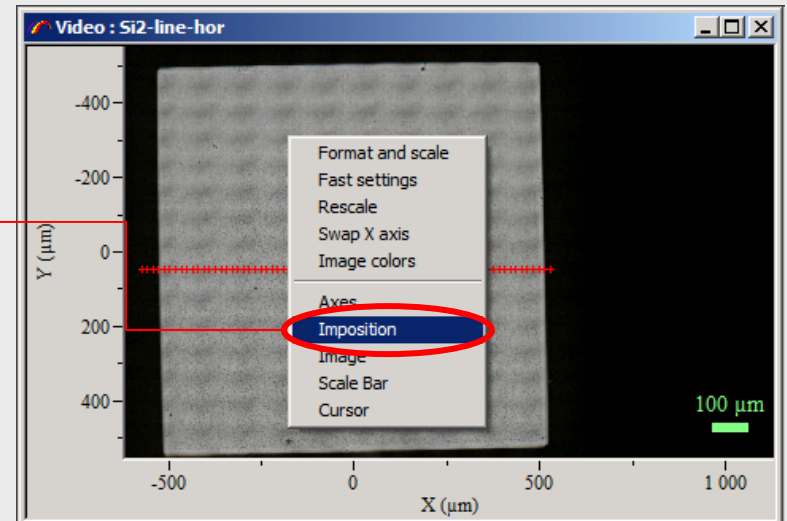 Video : Si2-line-hor
-400
-200
0
200
400
Y (µm)
Format and scale
Fast settings
Rescale
Swap X axis
Image colors
Axes
Imposition
Image
Scale Bar
Cursor
100 µm
-500 0 500 1 000
X (µm)